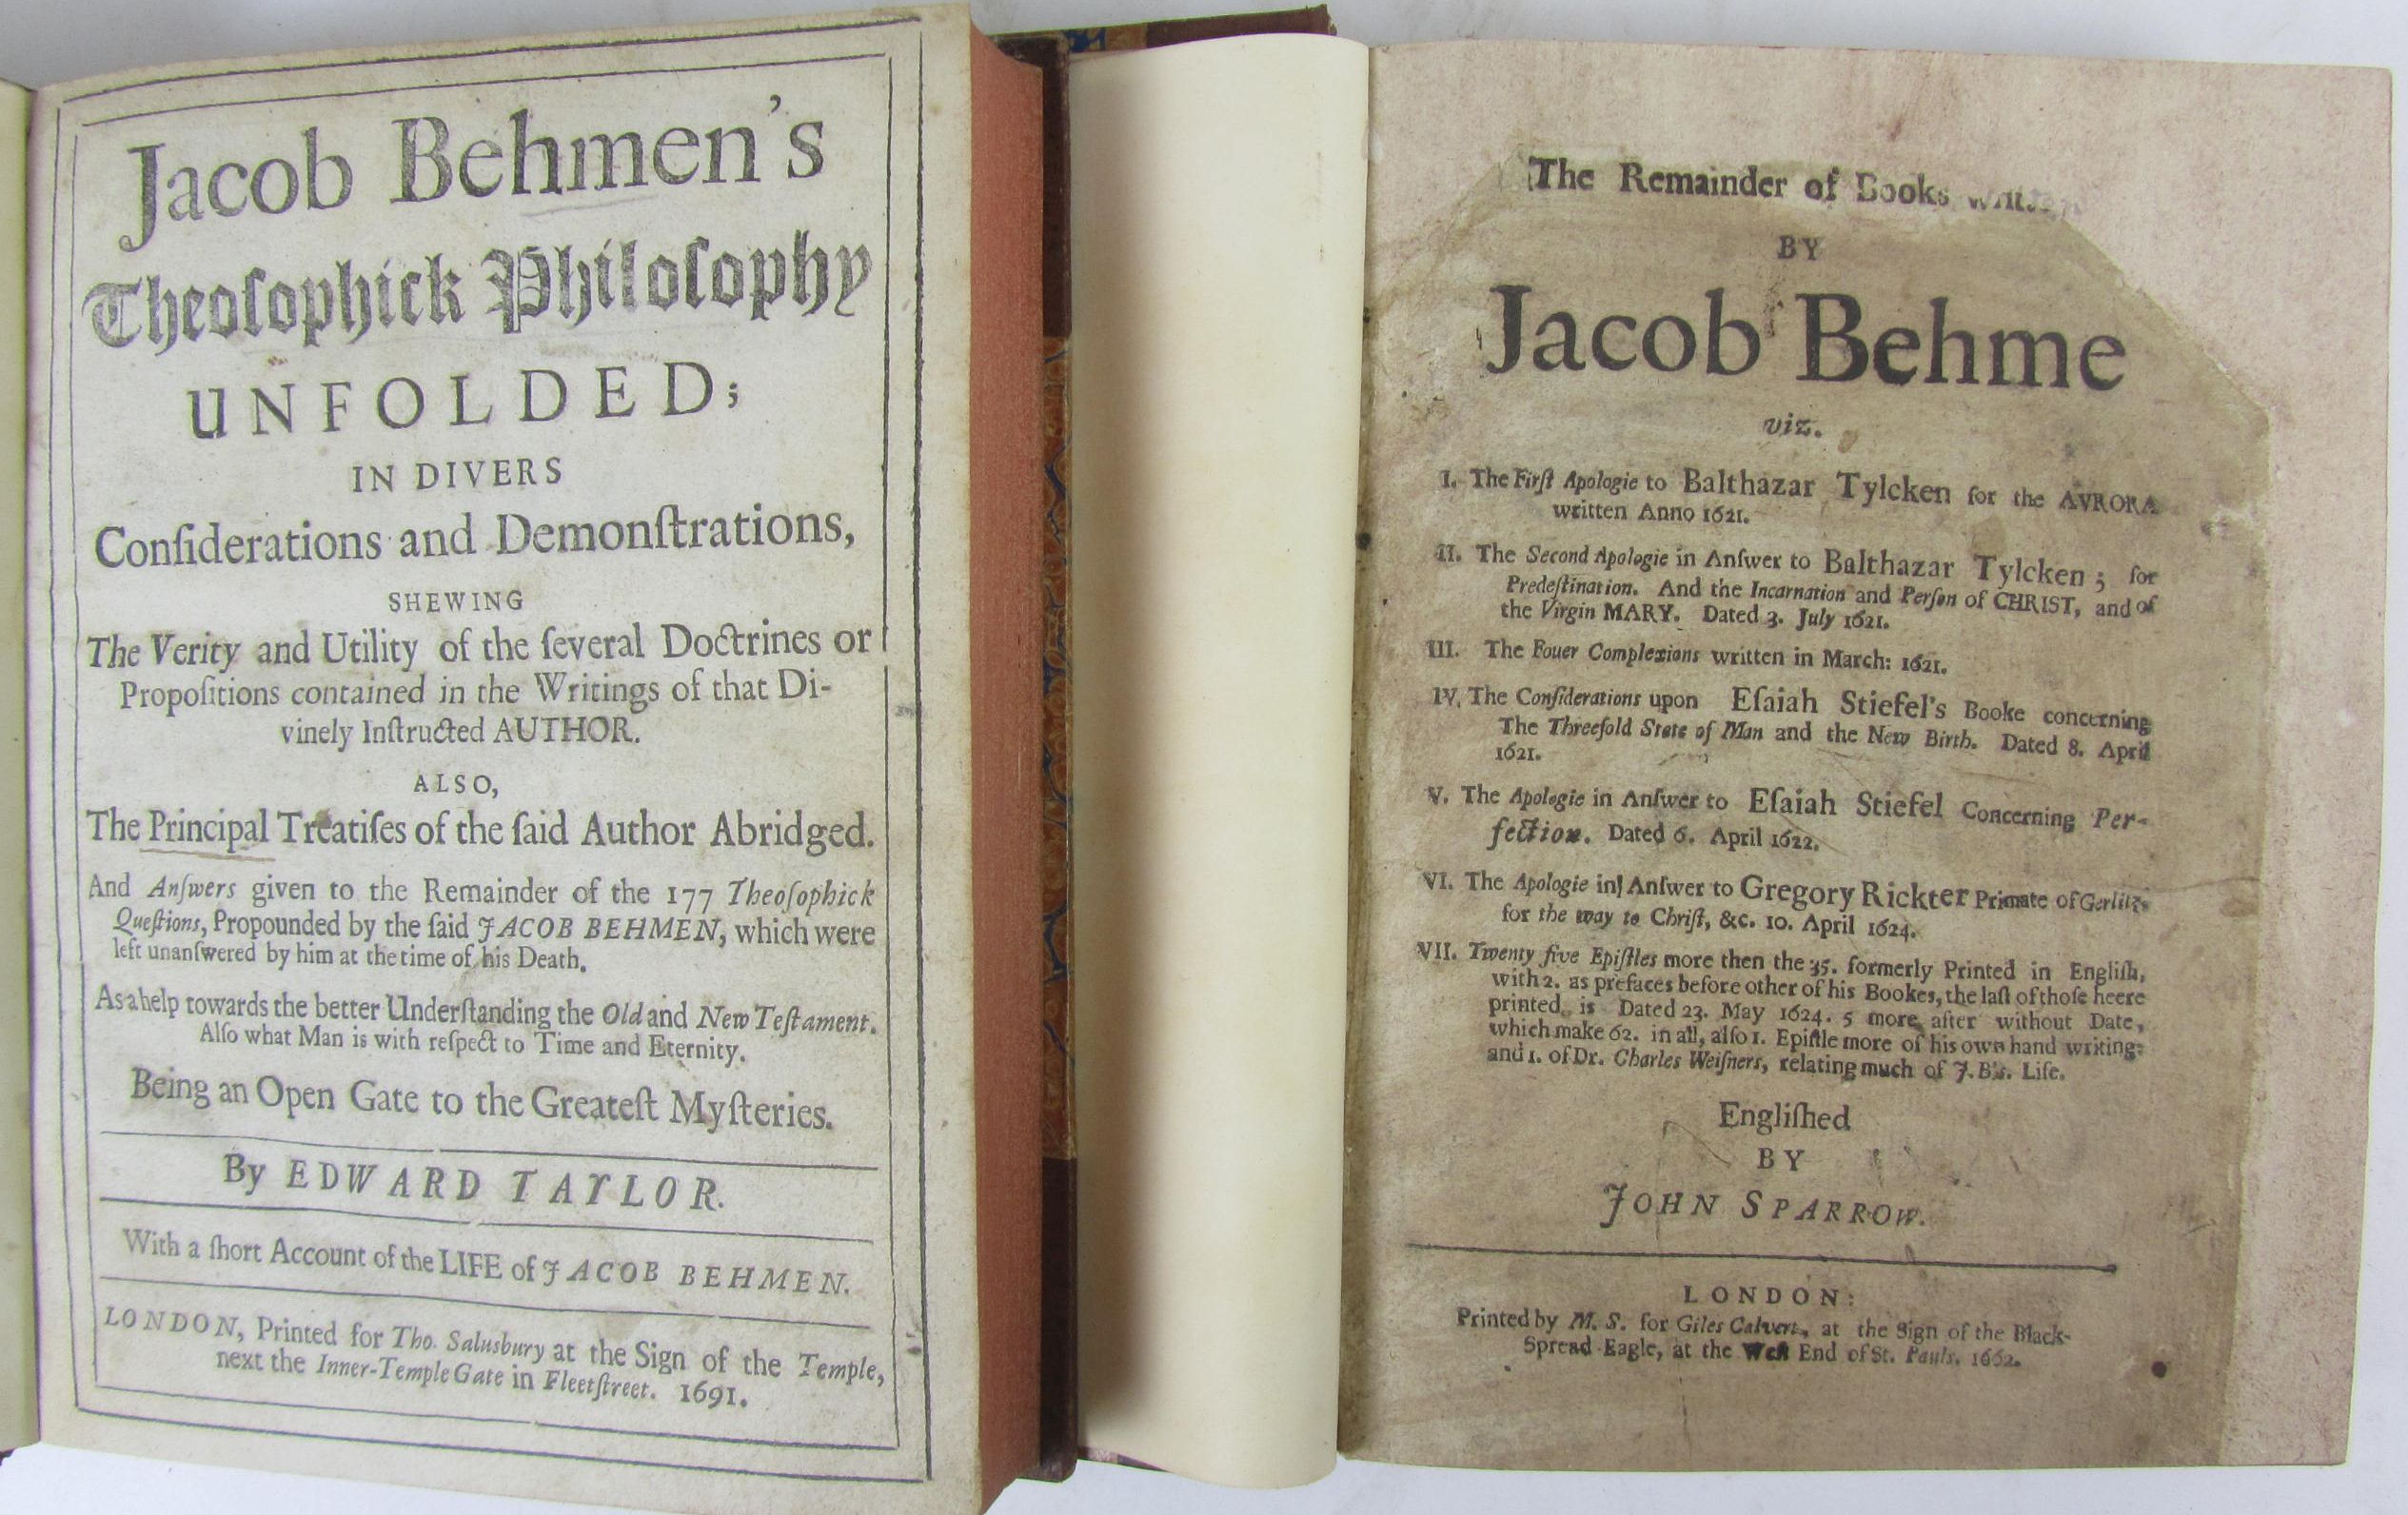 Jacob Behmen's
Theoſophick Philoſophy
UNFOLDED;
IN DIVERS
Conſiderations and Demonſtrations,
SHEWING
The Verity and Utility of the ſeveral Doctrines or
Propoſitions contained in the Writings of that Di-
vinely Inſtructed AUTHOR.
ALSO,
The Principal Treatiſes of the ſaid Author Abridged.
And Anſwers given to the Remainder of the 177 Theoſophick
Queſtions, Propounded by the ſaid JACOB BEHMEN, which were
left unanſwered by him at the time of his Death.
As a help towards the better Underſtanding the Old and New Teſtament.
Alſo what Man is with reſpect to Time and Eternity.
Being an Open Gate to the Greateſt Myſteries.
By EDWARD TAYLOR.
With a ſhort Account of the LIFE of JACOB BEHMEN.
LONDON, Printed for Tho. Salusbury at the Sign of the Temple,
next the Inner-Temple Gate in Fleetſtreet. 1691.
The Remainder of Books
BY
Jacob Behme
viz.
I. The Firſt Apologie to Balthazar Tylcken for the AVRORA
written Anno 1621.
II. The Second Apologie in Anſwer to Balthazar Tylcken; for
Predeſtination. And the Incarnation and Perſon of CHRIST, and of
the Virgin MARY. Dated 3. July 1621.
III. The Fouer Complexions written in March: 1621.
IV. The Conſiderations upon Eſaiah Stiefel's Booke concerning
The Threefold State of Man and the New Birth. Dated 8. April
1621.
V. The Apologie in Anſwer to Eſaiah Stiefel Concerning Per-
fection. Dated 6. April 1622.
VI. The Apologie in Anſwer to Gregory Rickter Primate of Gerlitz
for the way to Chriſt, &c. 10. April 1624.
VII. Twenty five Epiſtles more then the 35. formerly Printed in Engliſh,
with 2. as prefaces before other of his Bookes, the laſt of thoſe heere
printed is Dated 23. May 1624. 5 more after without Date,
which make 62. in all, alſo 1. Epiſtle more of his own hand writing:
and 1. of Dr. Charles Weiſners, relating much of J.B's. Life.
Engliſhed
BY
JOHN SPARROW.
LONDON:
Printed by M. S. for Giles Calvert, at the Sign of the Black-
Spread-Eagle, at the Weſt End of St. Pauls. 1662.